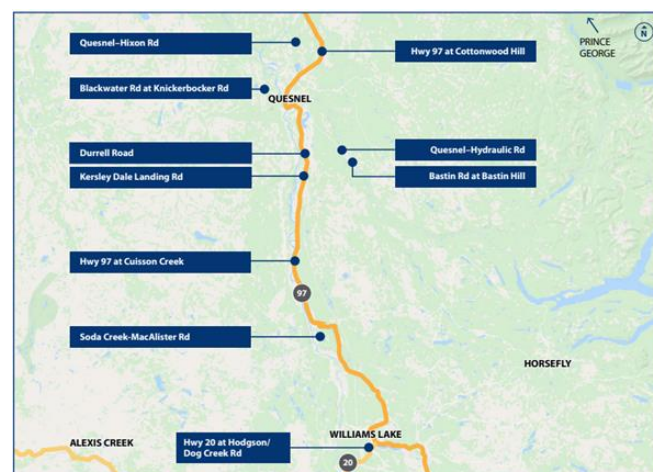 Quesnel–Hixon Rd
Hwy 97 at Cottonwood Hill
PRINCE
GEORGE
N
Blackwater Rd at Knickerbocker Rd
QUESNEL
Durrell Road
Quesnel–Hydraulic Rd
Kersley Dale Landing Rd
Bastin Rd at Bastin Hill
Hwy 97 at Cuisson Creek
97
Soda Creek-MacAlister Rd
HORSEFLY
WILLIAMS LAKE
ALEXIS CREEK
Hwy 20 at Hodgson/
Dog Creek Rd
20